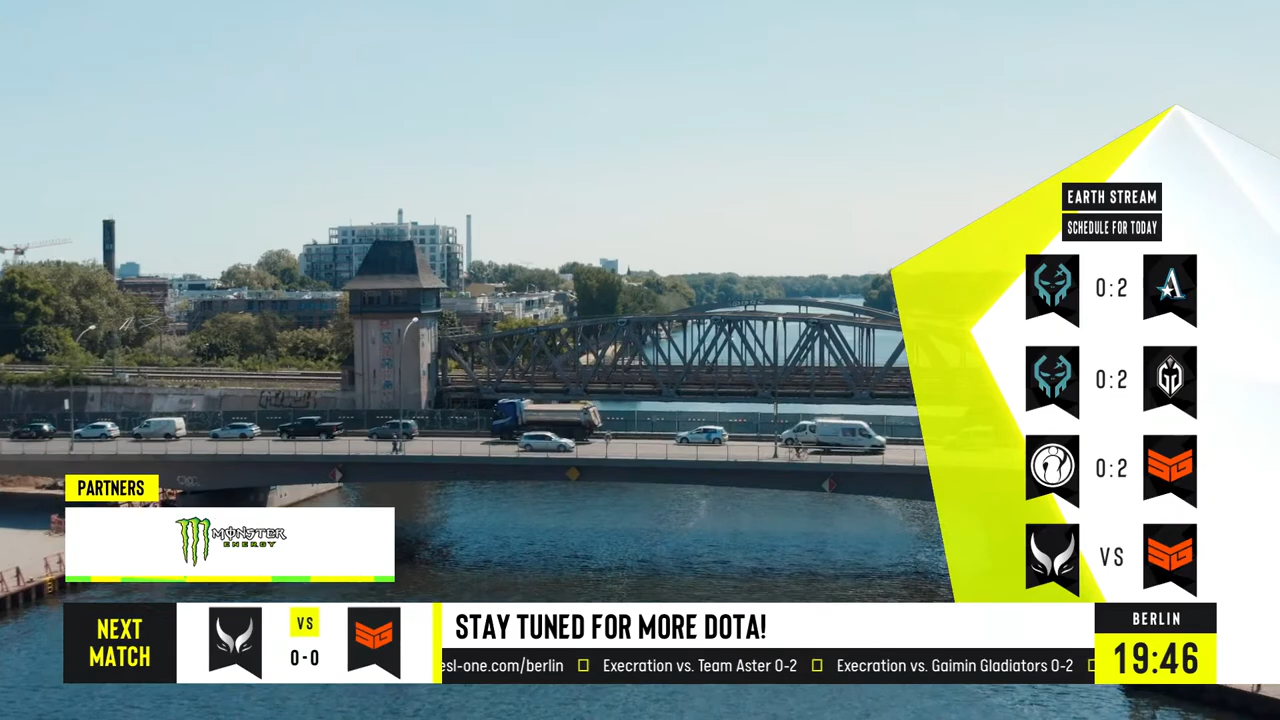 EARTH STREAM
SCHEDULE FOR TODAY
0:2
0:2
0:2
VS
PARTNERS
MONSTER
ENERGY
NEXT
MATCH
VS
0-0
STAY TUNED FOR MORE DOTA!
esl-one.com/berlin Execration vs. Team Aster 0-2 Execration vs. Gaimin Gladiators 0-2
BERLIN
19:46